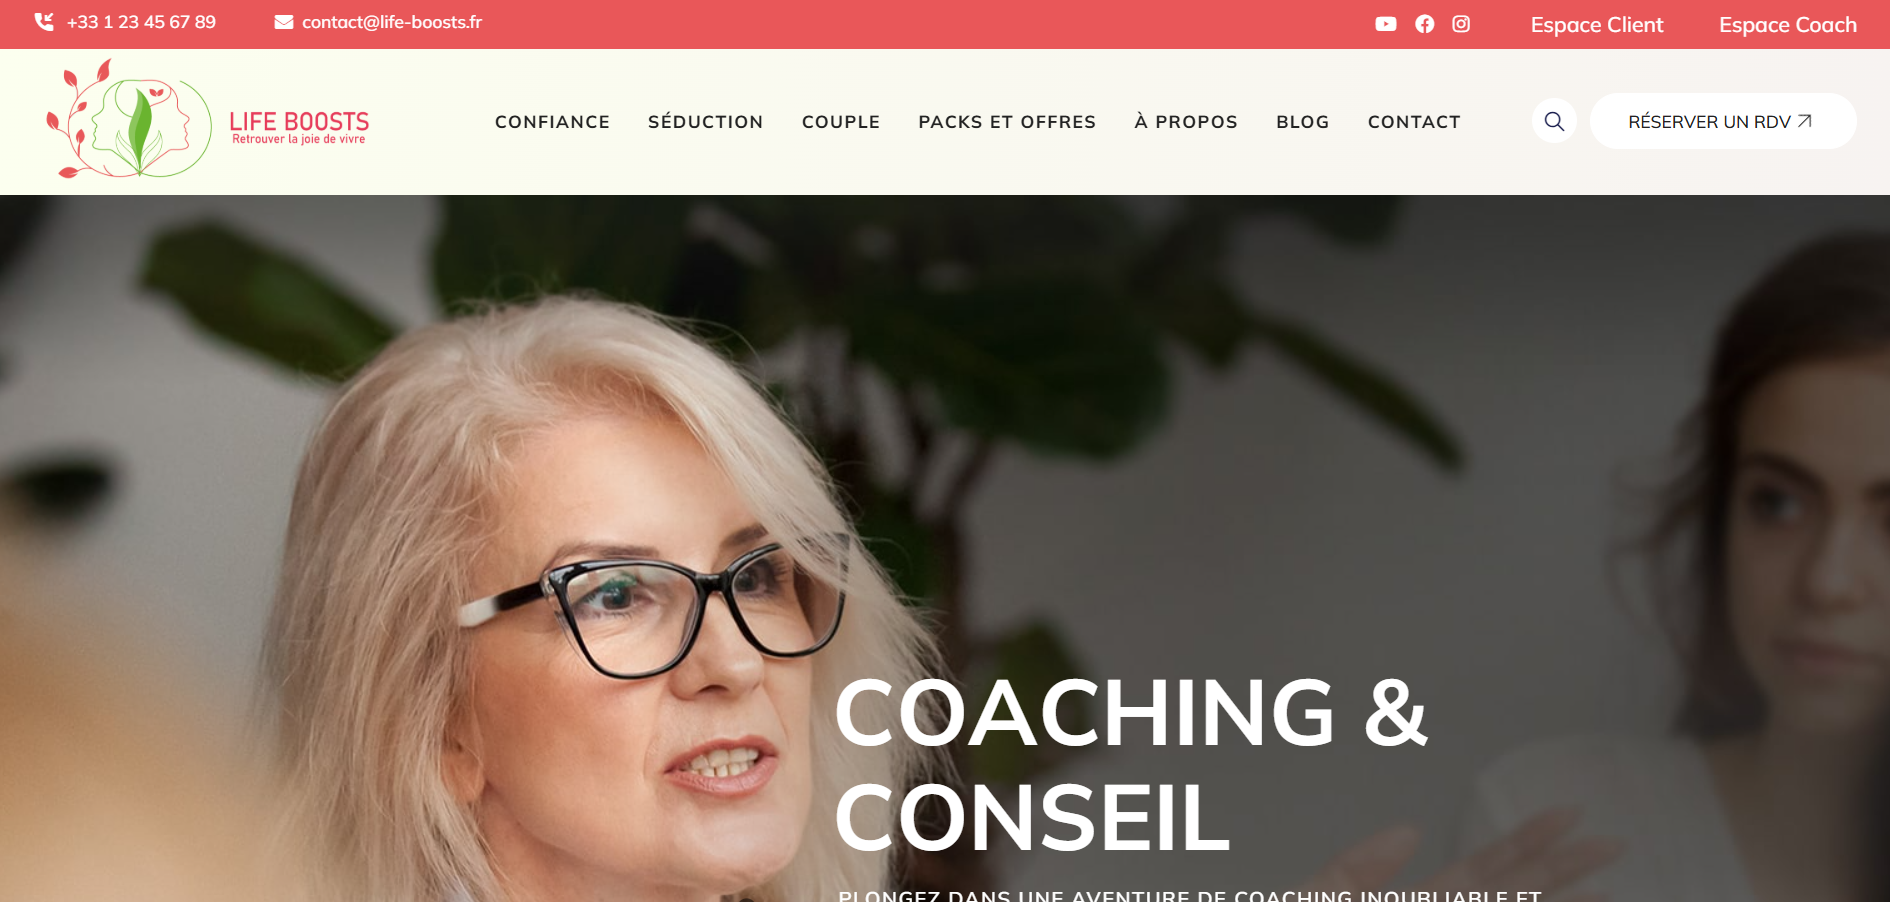 +33 1 23 45 67 89
contact@life-boosts.fr
Espace Client
Espace Coach
LIFE BOOSTS
Retrouver la joie de vivre
CONFIANCE
SÉDUCTION
COUPLE
PACKS ET OFFRES
À PROPOS
BLOG
CONTACT
RÉSERVER UN RDV
COACHING &
CONSEIL
PLONGEZ DANS UNE AVENTURE DE COACHING INOUBLIABLE ET